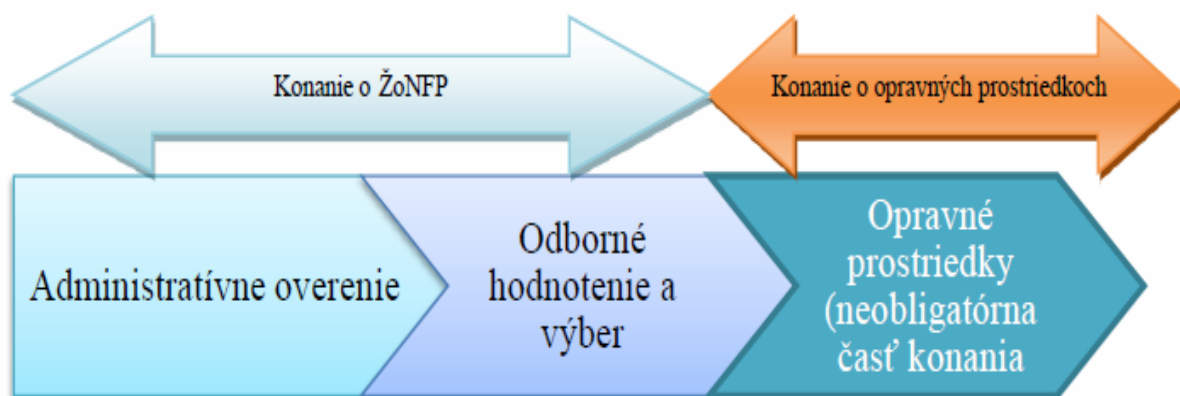 Konanie o ŽoNFP
Konanie o opravných prostriedkoch
Administratívne overenie
Odborné
hodnotenie a
výber
Opravné
prostriedky
(neobligatórna
časť konania